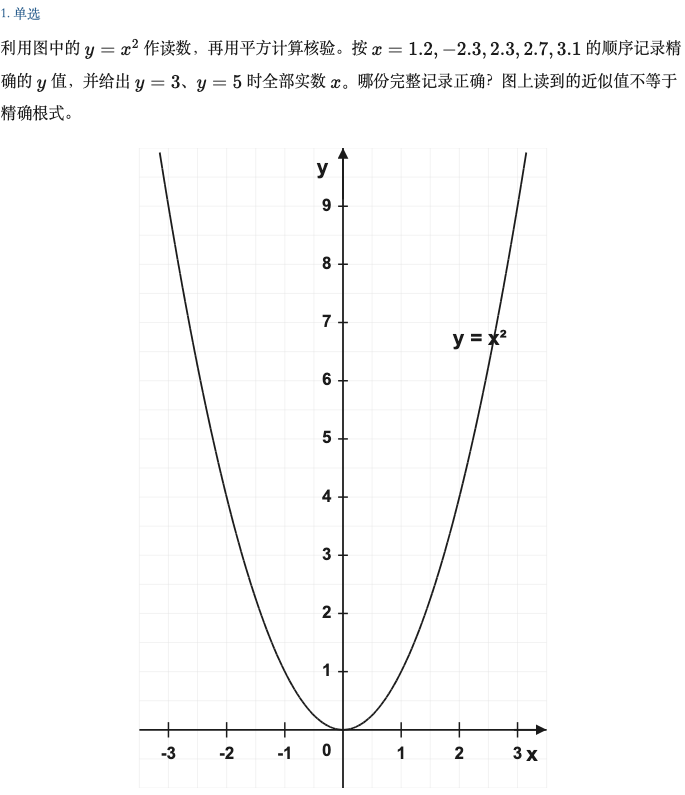 1. 单选
利用图中的 y = x² 作读数，再用平方计算核验。按 x = 1.2, −2.3, 2.3, 2.7, 3.1 的顺序记录精
确的 y 值，并给出 y = 3、y = 5 时全部实数 x。哪份完整记录正确？图上读到的近似值不等于
精确根式。
y
9
8
7
y = x²
6
5
4
3
2
1
-3 -2 -1 0 1 2 3 x